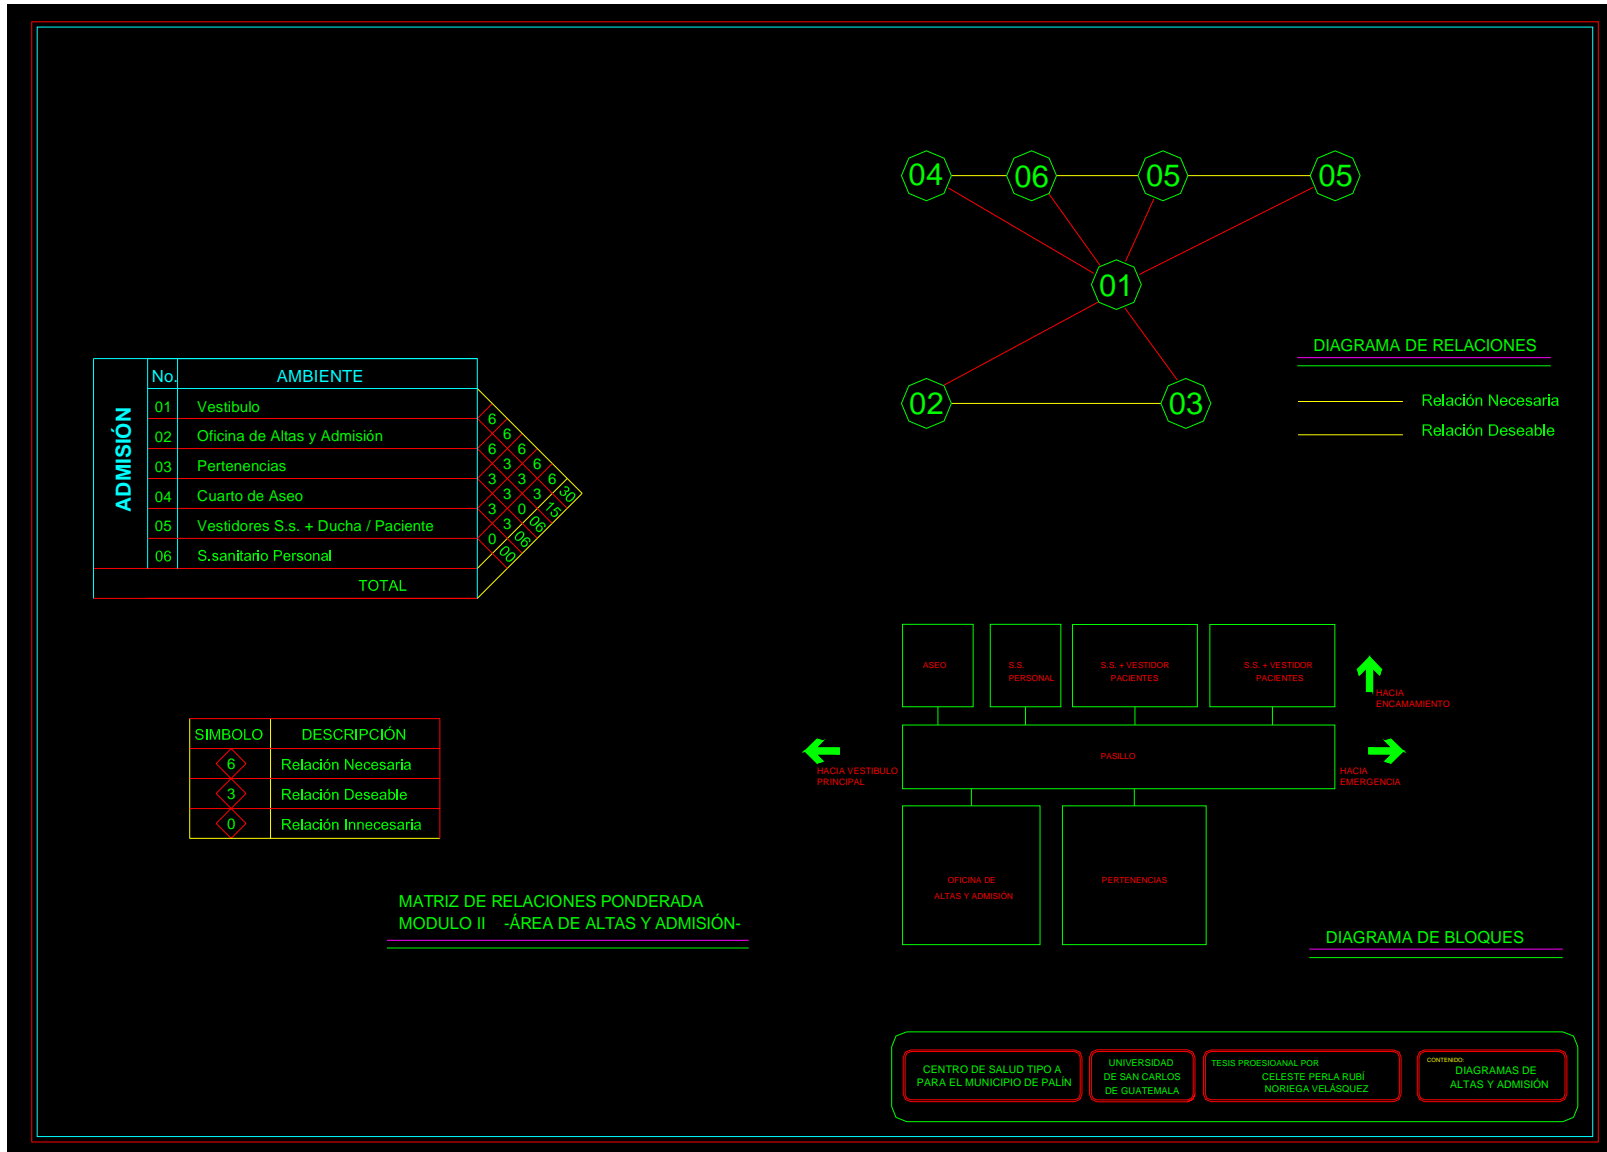 04
06
05
05
01
02
03
DIAGRAMA DE RELACIONES
Relación Necesaria
Relación Deseable
ADMISIÓN
No. AMBIENTE
01 Vestibulo
02 Oficina de Altas y Admisión
03 Pertenencias
04 Cuarto de Aseo
05 Vestidores S.s. + Ducha / Paciente
06 S.sanitario Personal
TOTAL
6 6 6 6 30
6 3 3 3 15
3 3 0 06
3 3 06
0 00
SIMBOLO DESCRIPCIÓN
6 Relación Necesaria
3 Relación Deseable
0 Relación Innecesaria
MATRIZ DE RELACIONES PONDERADA
MODULO II -ÁREA DE ALTAS Y ADMISIÓN-
ASEO
S.S.
PERSONAL
S.S. + VESTIDOR
PACIENTES
S.S. + VESTIDOR
PACIENTES
HACIA
ENCAMAMIENTO
HACIA VESTIBULO
PRINCIPAL
PASILLO
HACIA
EMERGENCIA
OFICINA DE
ALTAS Y ADMISIÓN
PERTENENCIAS
DIAGRAMA DE BLOQUES
CENTRO DE SALUD TIPO A
PARA EL MUNICIPIO DE PALÍN
UNIVERSIDAD
DE SAN CARLOS
DE GUATEMALA
TESIS PROESIOANAL POR
CELESTE PERLA RUBÍ
NORIEGA VELÁSQUEZ
CONTENIDO:
DIAGRAMAS DE
ALTAS Y ADMISIÓN